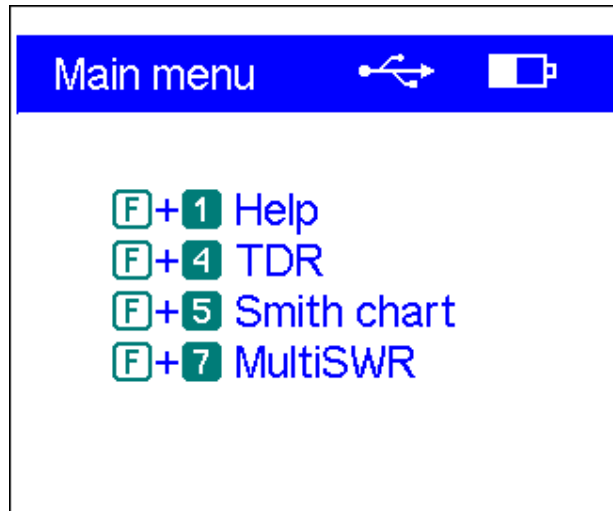 Main menu
F+1 Help
F+4 TDR
F+5 Smith chart
F+7 MultiSWR